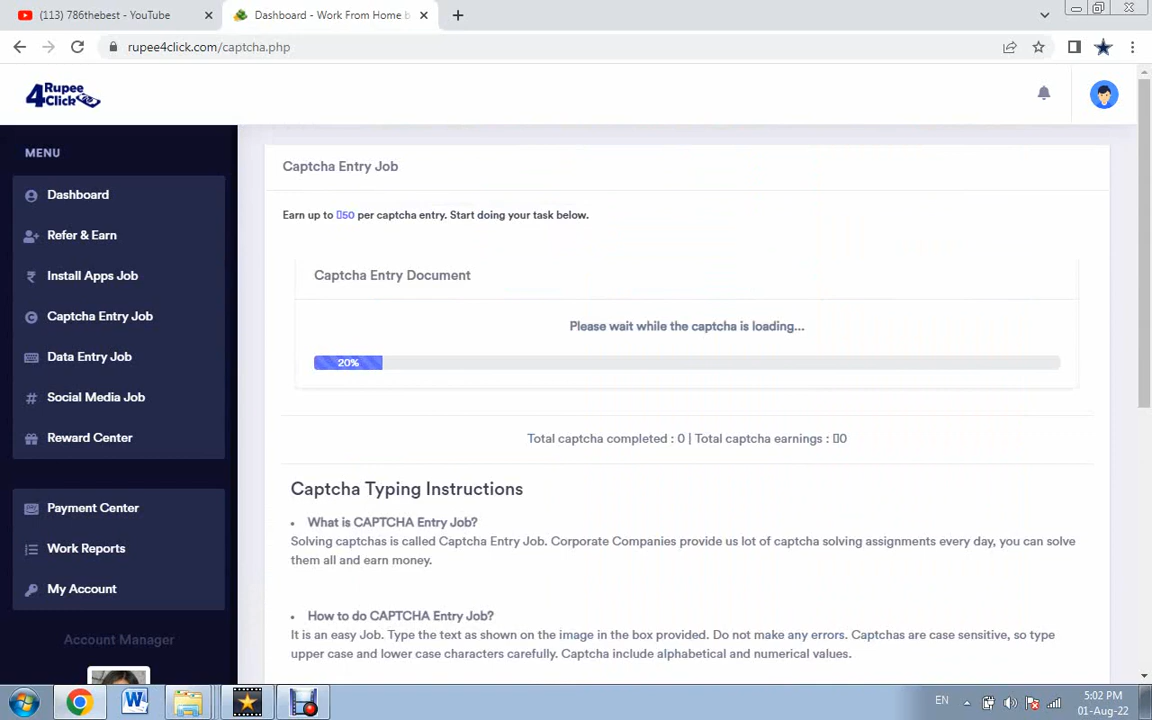 (113) 786thebest - YouTube
Dashboard - Work From Home b
rupee4click.com/captcha.php
4 Rupee Click
MENU
Dashboard
Refer & Earn
Install Apps Job
Captcha Entry Job
Data Entry Job
Social Media Job
Reward Center
Payment Center
Work Reports
My Account
Account Manager
Captcha Entry Job
Earn up to ▯50 per captcha entry. Start doing your task below.
Captcha Entry Document
Please wait while the captcha is loading...
20%
Total captcha completed : 0 | Total captcha earnings : ▯0
Captcha Typing Instructions
• What is CAPTCHA Entry Job?
Solving captchas is called Captcha Entry Job. Corporate Companies provide us lot of captcha solving assignments every day, you can solve
them all and earn money.
• How to do CAPTCHA Entry Job?
It is an easy Job. Type the text as shown on the image in the box provided. Do not make any errors. Captchas are case sensitive, so type
upper case and lower case characters carefully. Captcha include alphabetical and numerical values.
EN
5:02 PM
01-Aug-22